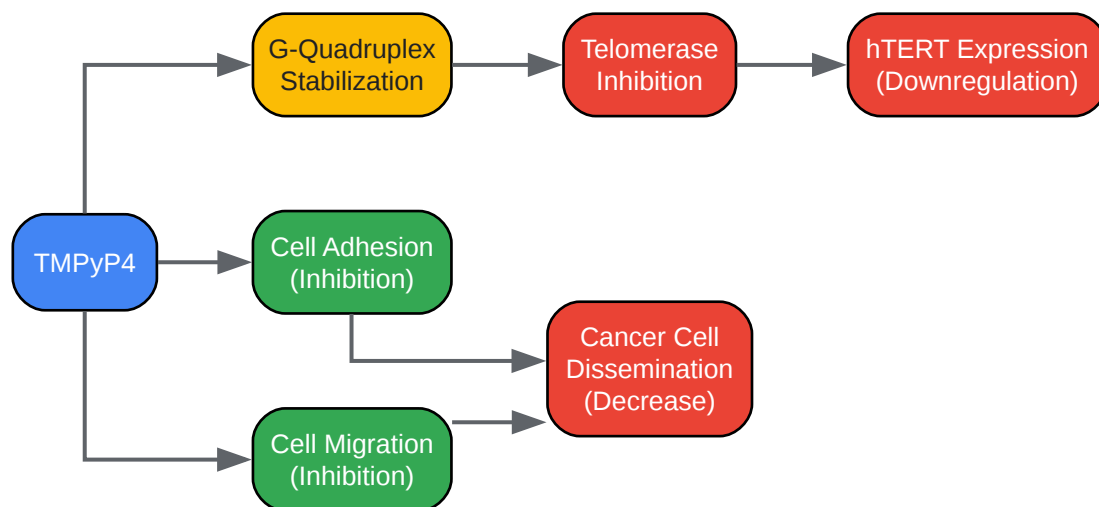 G-Quadruplex
Stabilization
Telomerase
Inhibition
hTERT Expression
(Downregulation)
TMPyP4
Cell Adhesion
(Inhibition)
Cancer Cell
Dissemination
(Decrease)
Cell Migration
(Inhibition)